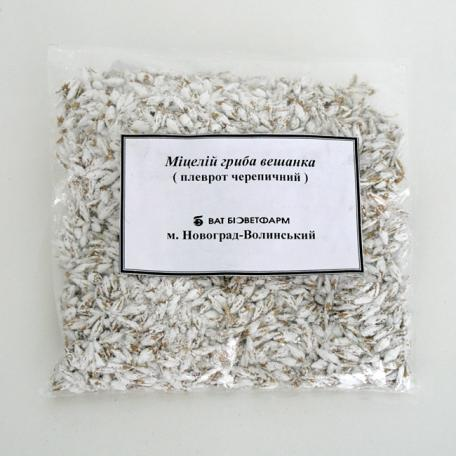 Міцелій гриба вешанка
( плеврот черепичний )
ВАТ БІОВЕТФАРМ
м. Новоград-Волинський